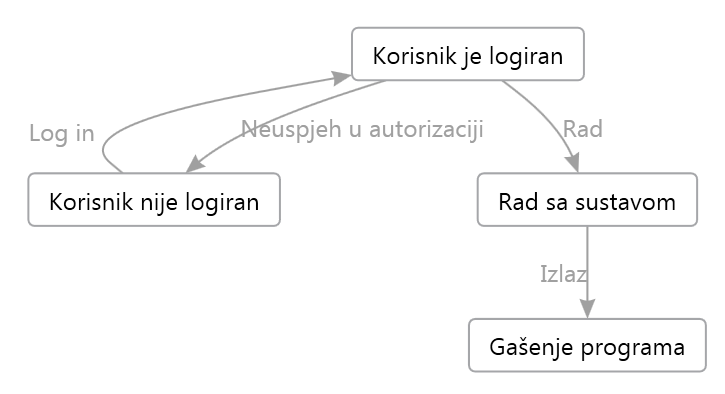 Korisnik je logiran
Log in
Neuspjeh u autorizaciji
Rad
Korisnik nije logiran
Rad sa sustavom
Izlaz
Gašenje programa